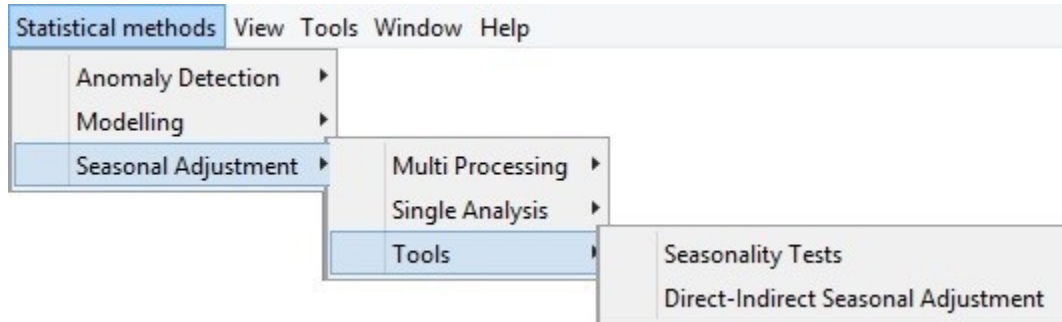 Statistical methods View Tools Window Help
Anomaly Detection
Modelling
Seasonal Adjustment
Multi Processing
Single Analysis
Tools
Seasonality Tests
Direct-Indirect Seasonal Adjustment